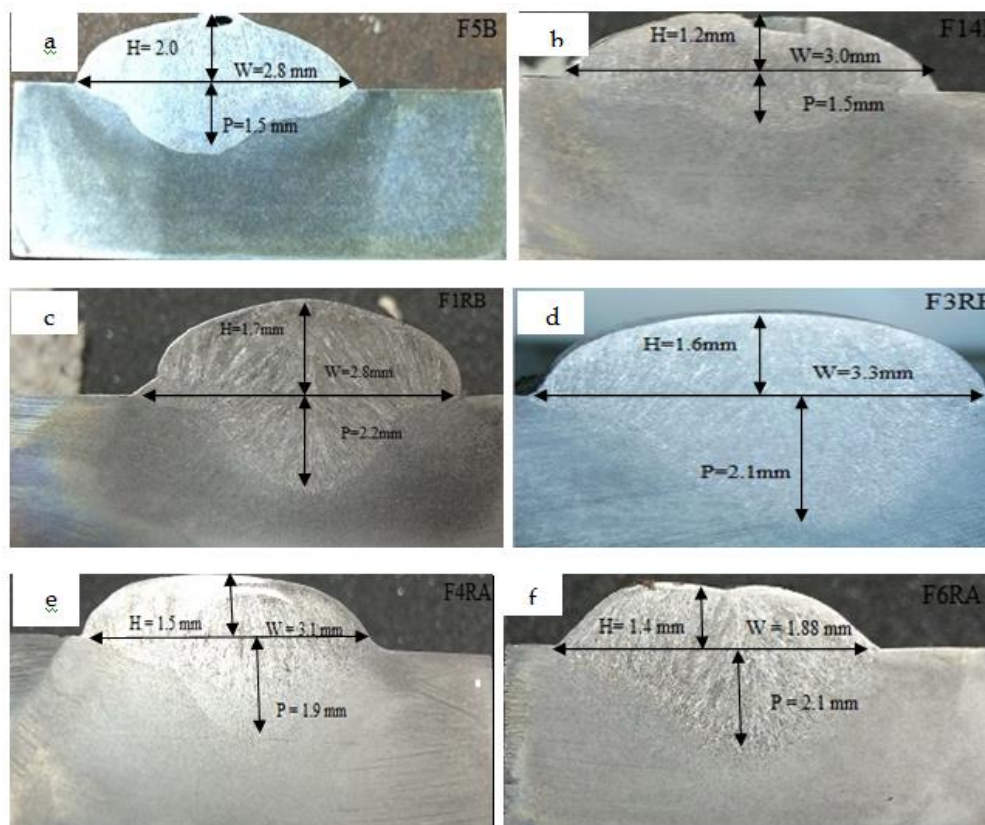 a
F5B
H= 2.0
W=2.8 mm
P=1.5 mm
b
H=1.2mm
W=3.0mm
P=1.5mm
c
F1RB
H=1.7mm
W=2.8mm
P=2.2mm
d
H=1.6mm
W=3.3mm
P=2.1mm
e
F4RA
H = 1.5 mm
W = 3.1 mm
P = 1.9 mm
f
F6RA
H= 1.4 mm
W = 1.88 mm
P = 2.1 mm